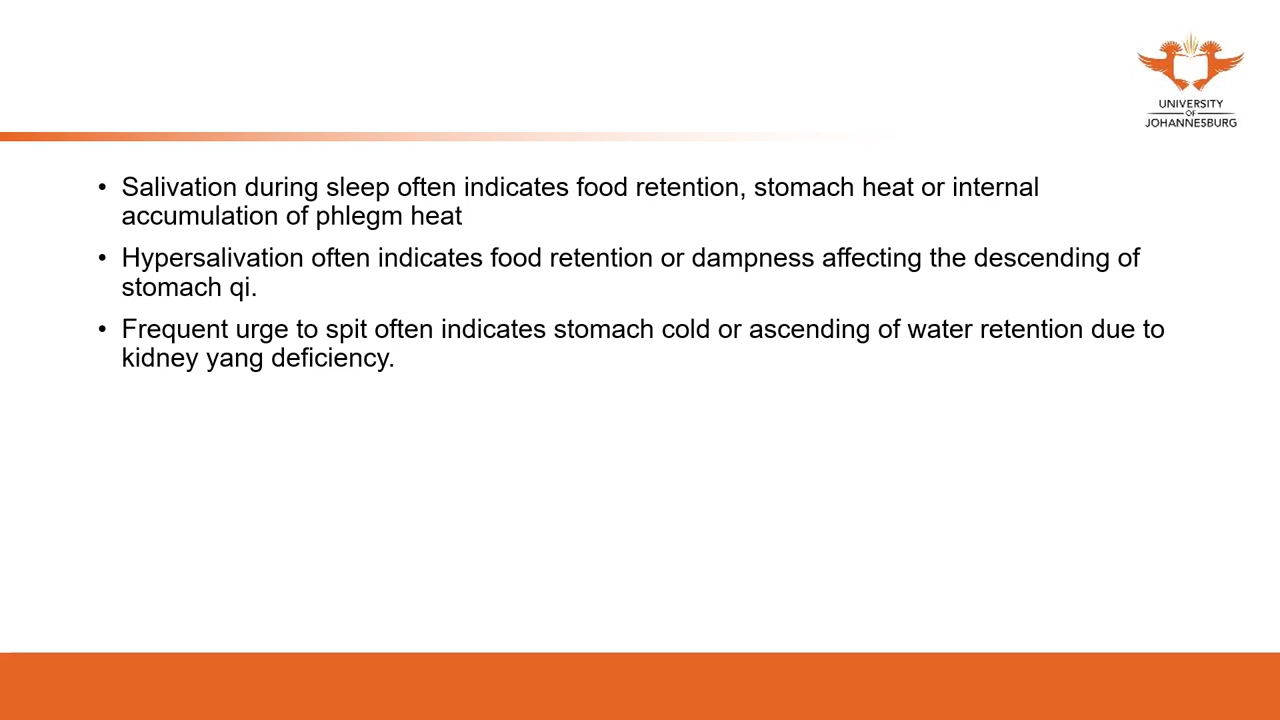 UNIVERSITY
OF
JOHANNESBURG
• Salivation during sleep often indicates food retention, stomach heat or internal
accumulation of phlegm heat
• Hypersalivation often indicates food retention or dampness affecting the descending of
stomach qi.
• Frequent urge to spit often indicates stomach cold or ascending of water retention due to
kidney yang deficiency.